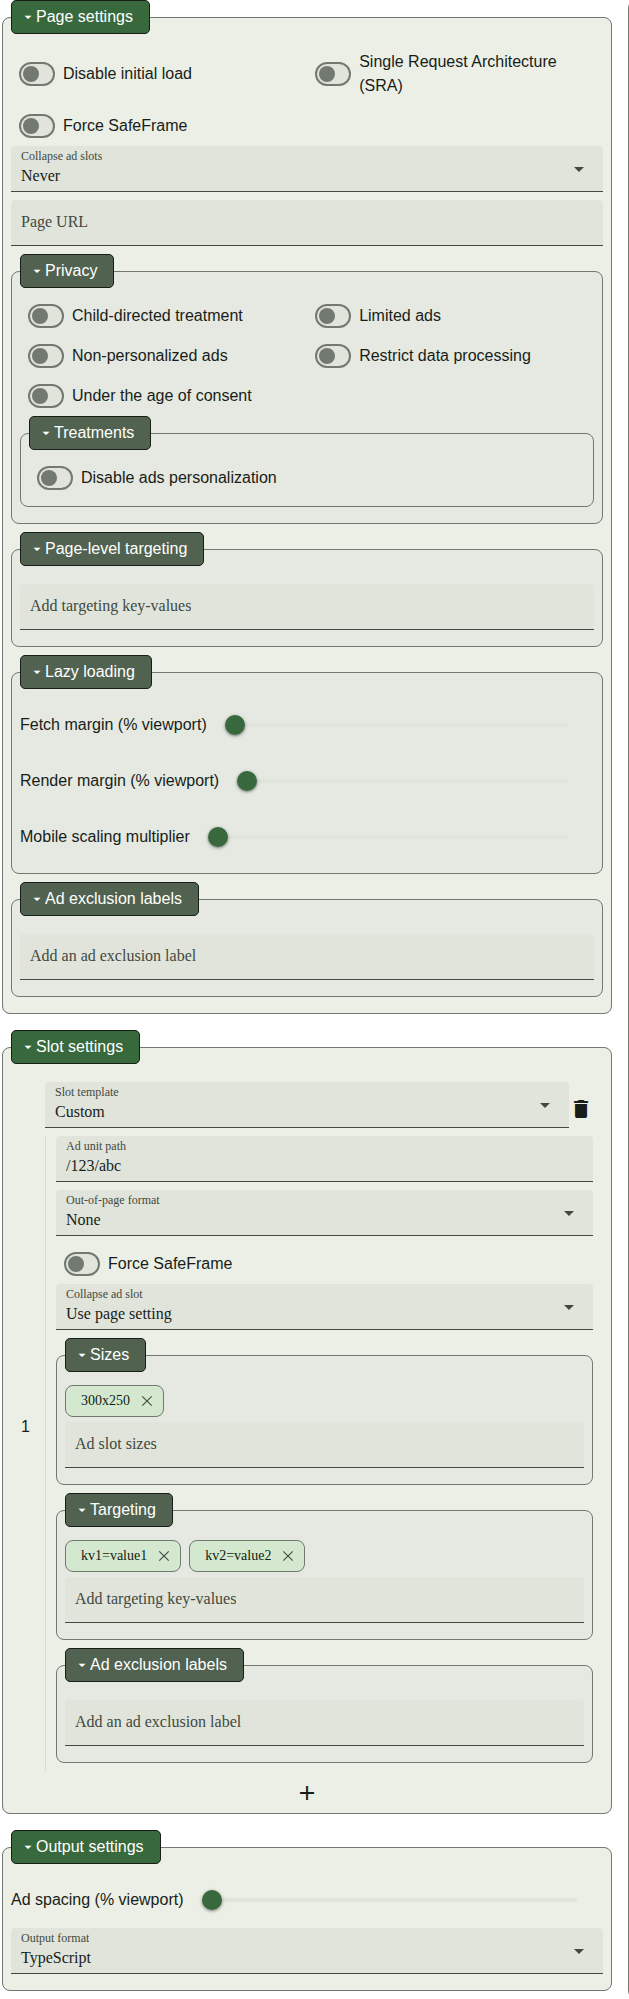 Page settings
Disable initial load
Single Request Architecture
(SRA)
Force SafeFrame
Collapse ad slots
Never
Page URL
Privacy
Child-directed treatment
Limited ads
Non-personalized ads
Restrict data processing
Under the age of consent
Treatments
Disable ads personalization
Page-level targeting
Add targeting key-values
Lazy loading
Fetch margin (% viewport)
Render margin (% viewport)
Mobile scaling multiplier
Ad exclusion labels
Add an ad exclusion label
Slot settings
Slot template
Custom
Ad unit path
/123/abc
Out-of-page format
None
Force SafeFrame
Collapse ad slot
Use page setting
Sizes
300x250
Ad slot sizes
1
Targeting
kv1=value1
kv2=value2
Add targeting key-values
Ad exclusion labels
Add an ad exclusion label
+
Output settings
Ad spacing (% viewport)
Output format
TypeScript